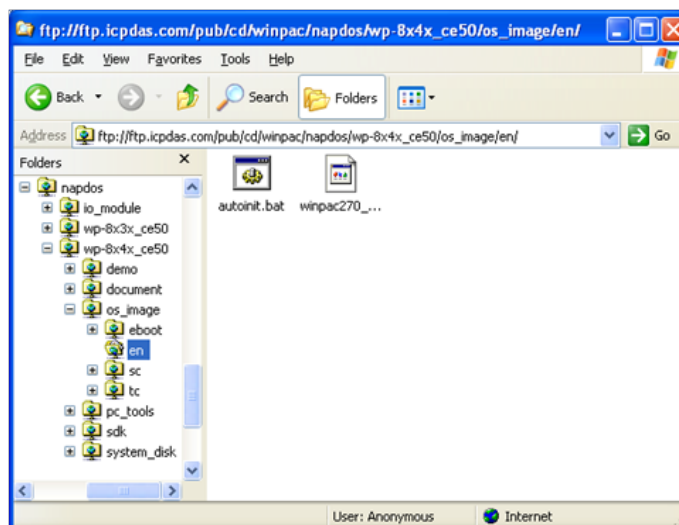 ftp://ftp.icpdas.com/pub/cd/winpac/napdos/wp-8x4x_ce50/os_image/en/
File Edit View Favorites Tools Help
Back Search Folders
Address ftp://ftp.icpdas.com/pub/cd/winpac/napdos/wp-8x4x_ce50/os_image/en/ Go
Folders
napdos
io_module
wp-8x3x_ce50
wp-8x4x_ce50
demo
document
os_image
eboot
en
sc
tc
pc_tools
sdk
system_disk
autoinit.bat winpac270_...
User: Anonymous Internet